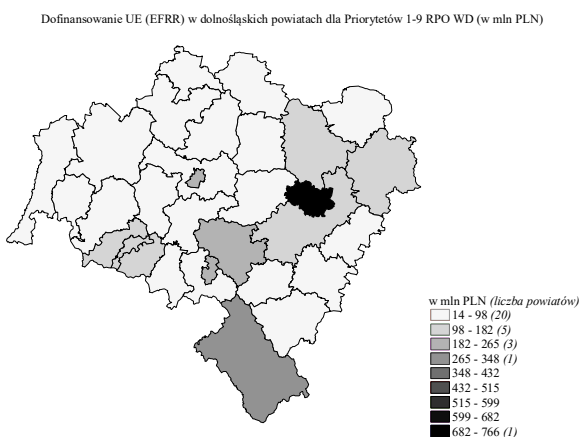 Dofinansowanie UE (EFRR) w dolnośląskich powiatach dla Priorytetów 1-9 RPO WD (w mln PLN)
w mln PLN (liczba powiatów)
14 - 98 (20)
98 - 182 (5)
182 - 265 (3)
265 - 348 (1)
348 - 432
432 - 515
515 - 599
599 - 682
682 - 766 (1)